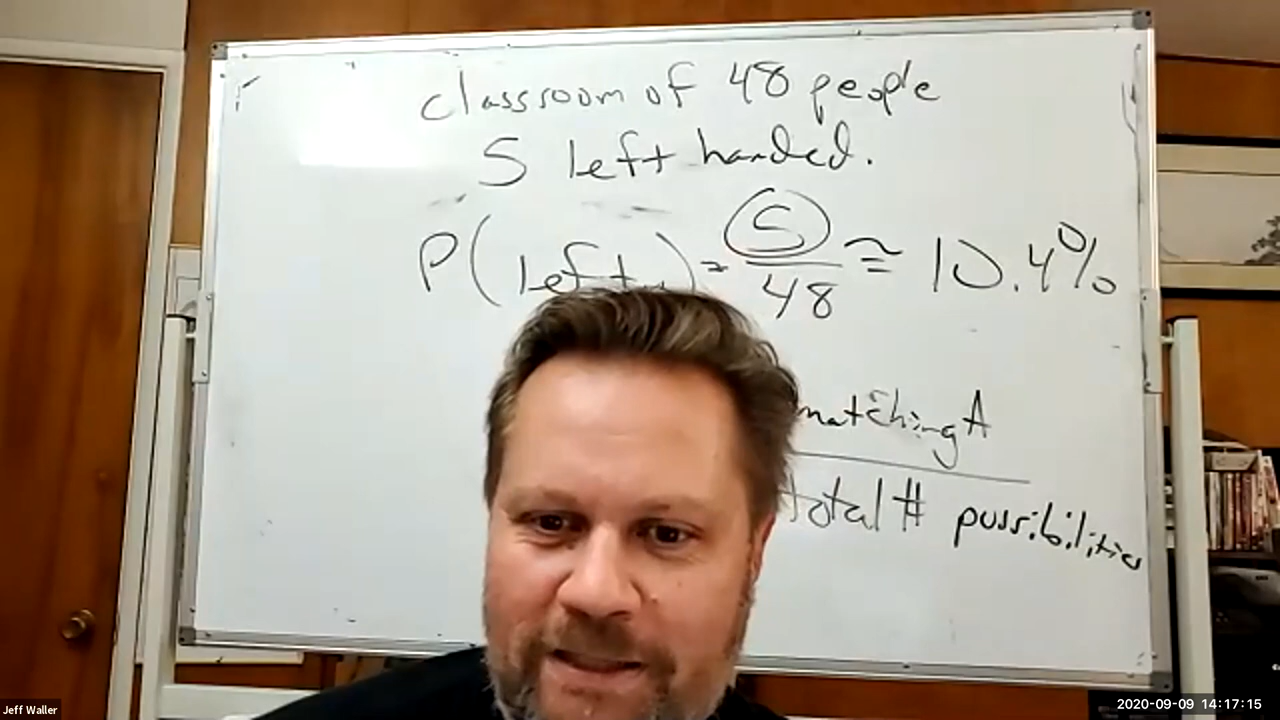 classroom of 48 people
5 left handed.
P(left) = 5/48 ≅ 10.4%
matching A
total # possibilities
Jeff Waller
2020-09-09 14:17:15